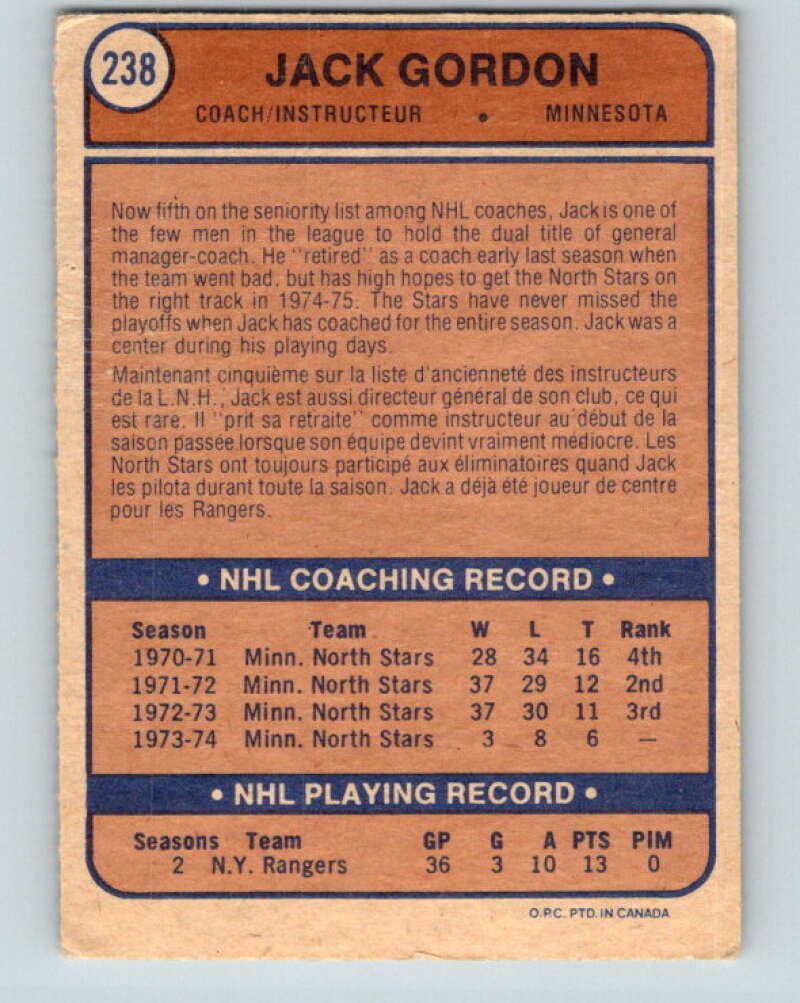 238
JACK GORDON
COACH/INSTRUCTEUR • MINNESOTA
Now fifth on the seniority list among NHL coaches, Jack is one of
the few men in the league to hold the dual title of general
manager-coach. He "retired" as a coach early last season when
the team went bad, but has high hopes to get the North Stars on
the right track in 1974-75. The Stars have never missed the
playoffs when Jack has coached for the entire season. Jack was a
center during his playing days.
Maintenant cinquième sur la liste d'ancienneté des instructeurs
de la L.N.H., Jack est aussi directeur général de son club, ce qui
est rare. Il "prit sa retraite" comme instructeur au début de la
saison passée lorsque son équipe devint vraiment médiocre. Les
North Stars ont toujours participé aux éliminatoires quand Jack
les pilota durant toute la saison. Jack a déjà été joueur de centre
pour les Rangers.
• NHL COACHING RECORD •
Season Team W L T Rank
1970-71 Minn. North Stars 28 34 16 4th
1971-72 Minn. North Stars 37 29 12 2nd
1972-73 Minn. North Stars 37 30 11 3rd
1973-74 Minn. North Stars 3 8 6 —
• NHL PLAYING RECORD •
Seasons Team GP G A PTS PIM
2 N.Y. Rangers 36 3 10 13 0
O.P.C. PTD. IN CANADA